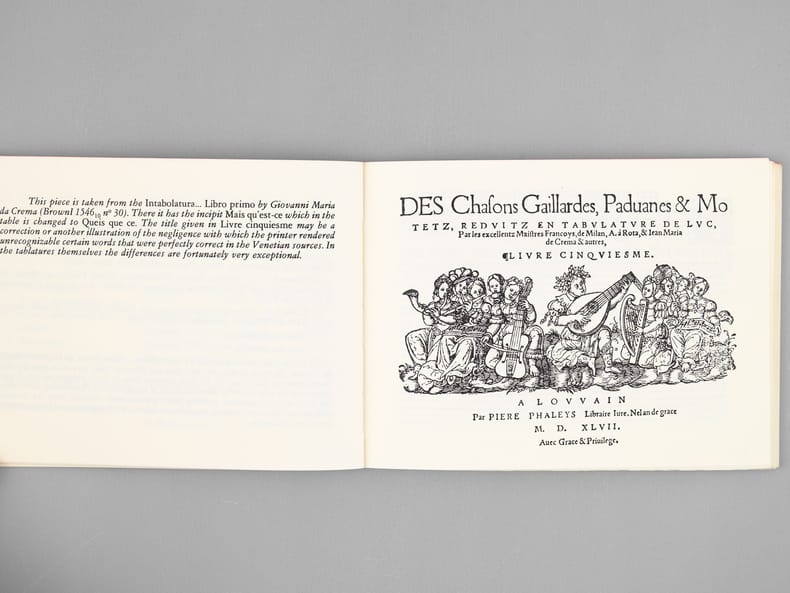 This piece is taken from the Intabolatura... Libro primo by Giovanni Maria
da Crema (BrownI 1546₁₀ nº 30). There it has the incipit Mais qu'est-ce which in the
table is changed to Queis que ce. The title given in Livre cinquiesme may be a
correction or another illustration of the negligence with which the printer rendered
unrecognizable certain words that were perfectly correct in the Venetian sources. In
the tablatures themselves the differences are fortunately very exceptional.
DES Chaſons Gaillardes, Paduanes & Mo
TETZ, REDVITZ EN TABVLATVRE DE LVC,
Par les excellentz Maiſtres Francoys, de Milan, A. á Rota, & Iean Maria
de Crema & autres,
¶LIVRE CINQVIESME.
A LOVVAIN
Par PIERE PHALEYS Libraire Iure. Nel an de grace
M. D. XLVII.
Auec Grace & Priuilege.